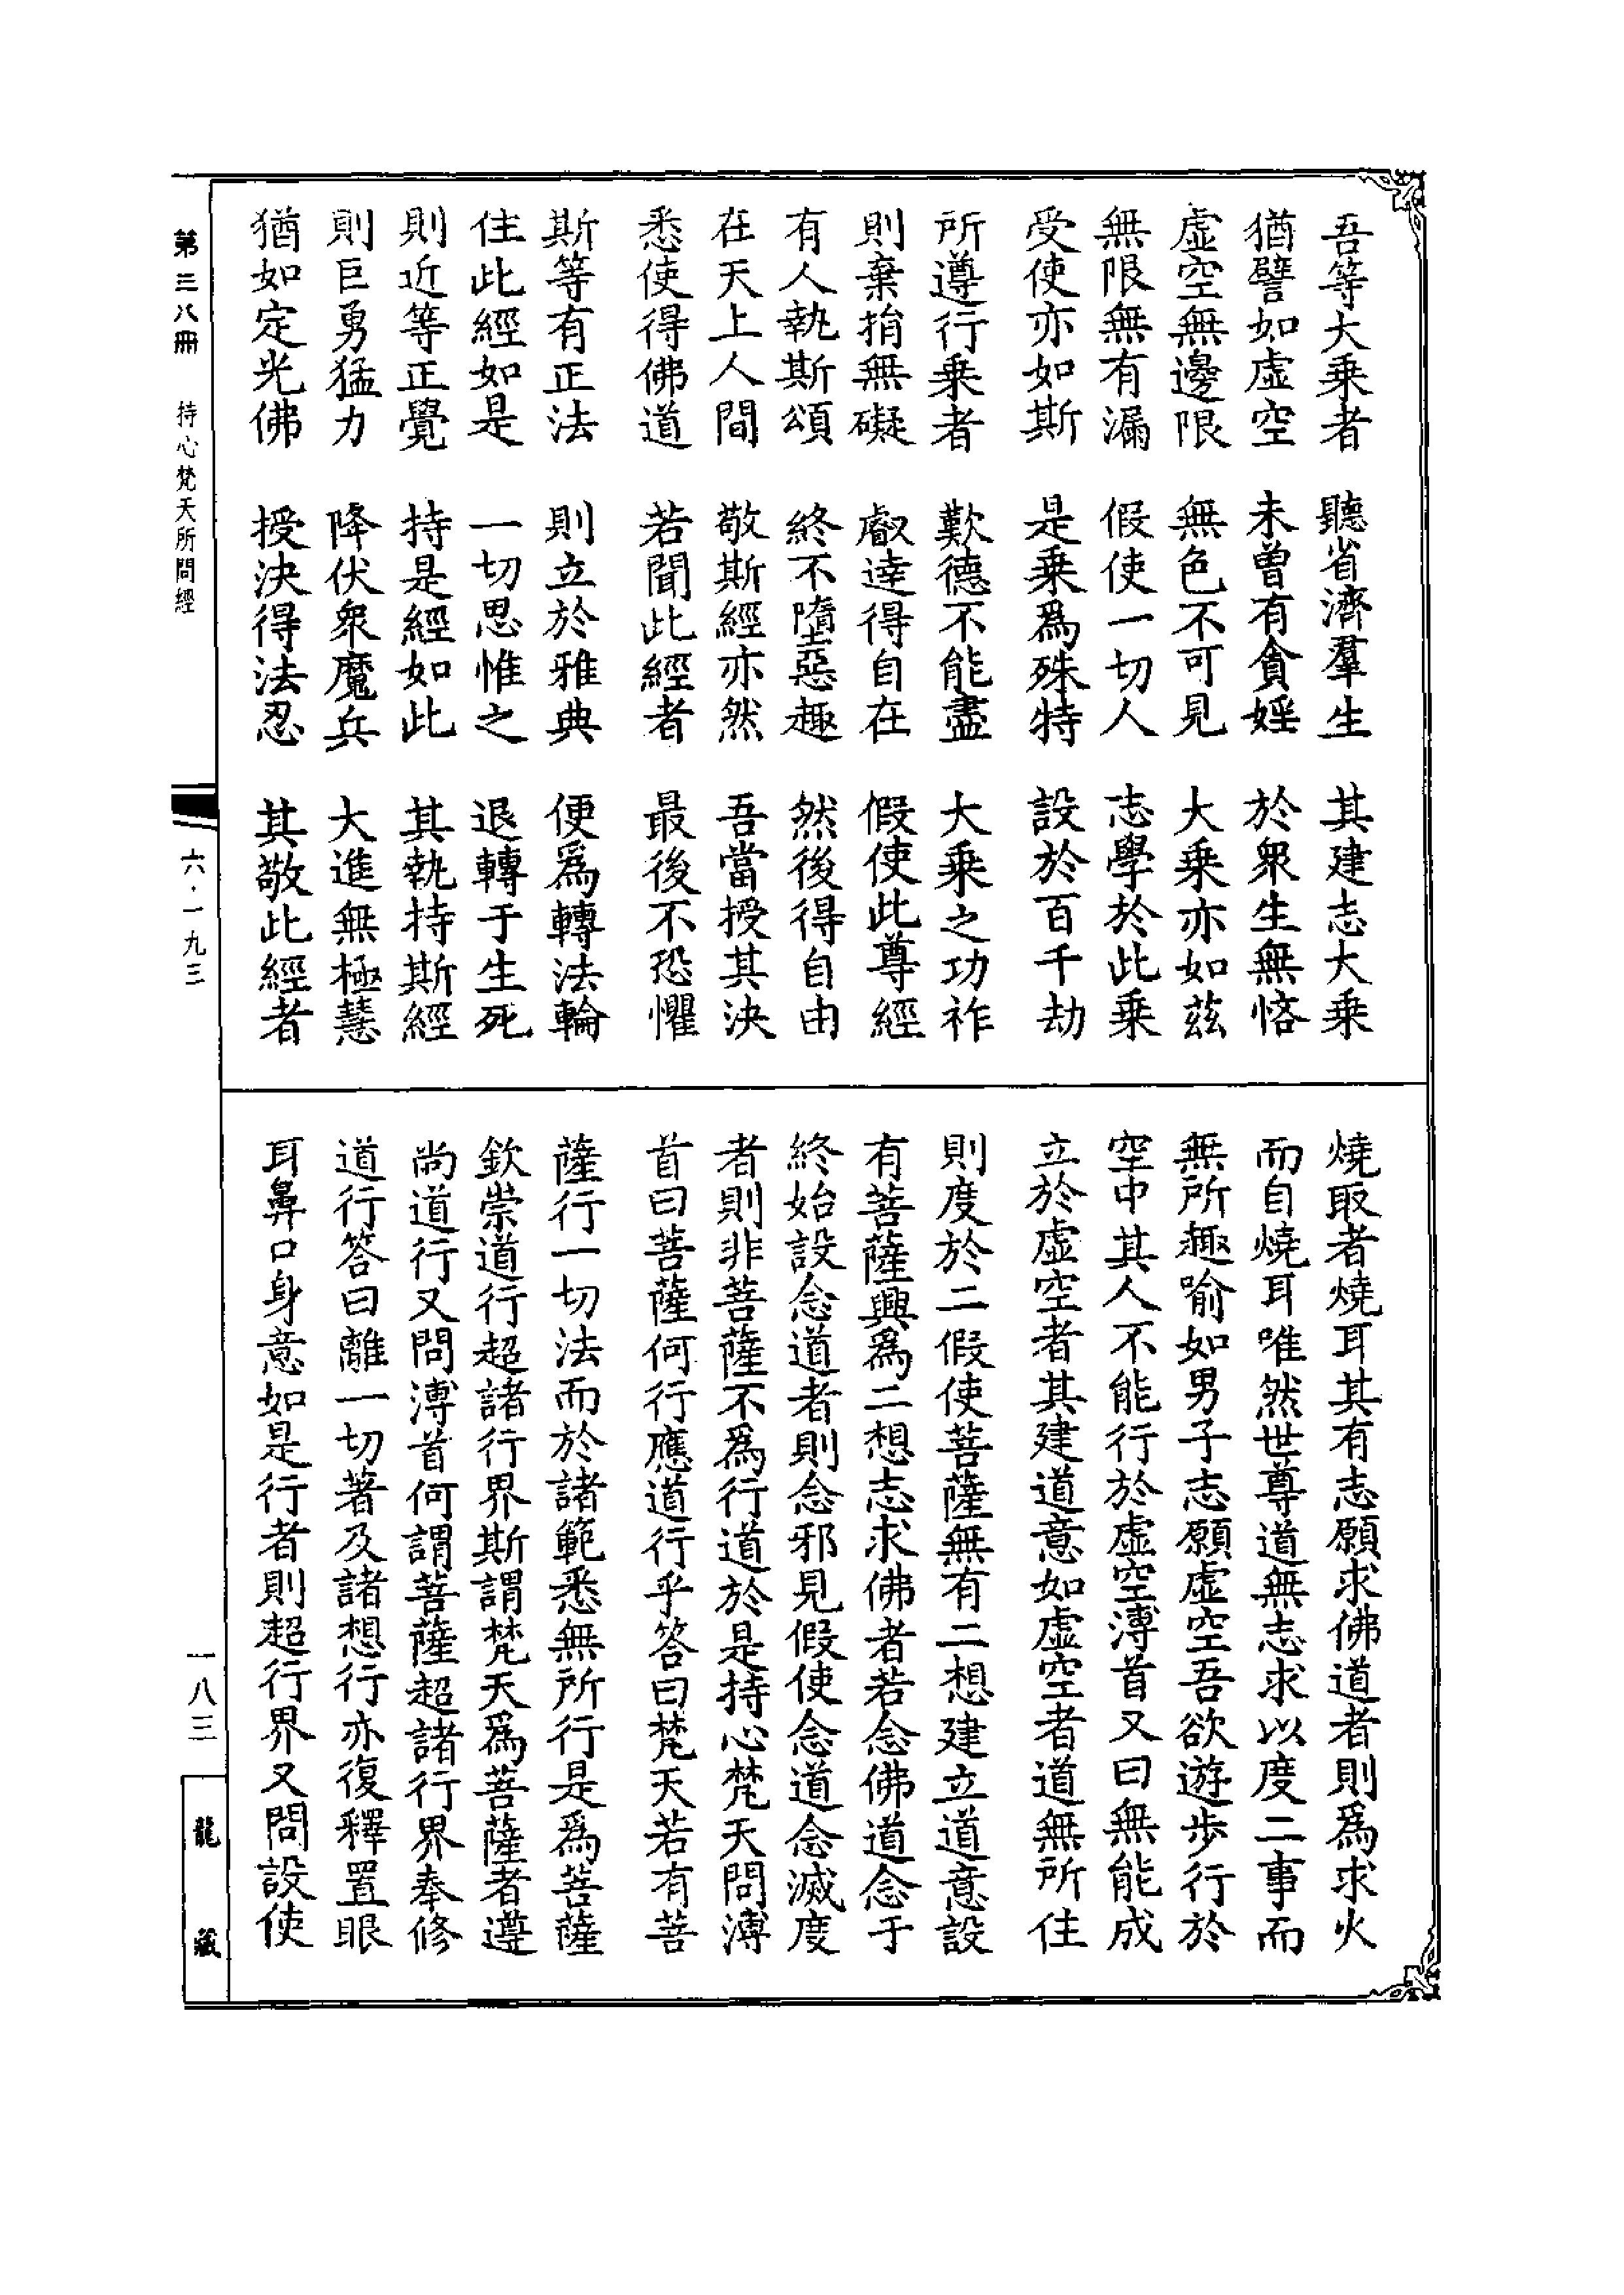 吾等大乘者　聽省濟羣生　其建志大乘
猶譬如虛空　未曾有貪婬　於衆生無悋
虛空無邊限　無色不可見　大乘亦如茲
無限無有漏　假使一切人　志學於此乘
受使亦如斯　是乘爲殊特　設於百千劫
所遵行乘者　歎德不能盡　大乘之功祚
則棄捐無礙　叡達得自在　假使此尊經
有人執斯頌　終不墮惡趣　然後得自由
在天上人間　敬斯經亦然　吾當授其決
悉使得佛道　若聞此經者　最後不恐懼
斯等有正法　則立於雅典　便爲轉法輪
住此經如是　一切思惟之　退轉于生死
則近等正覺　持是經如此　其執持斯經
則巨勇猛力　降伏衆魔兵　大進無極慧
猶如定光佛　授決得法忍　其敬此經者
燒取者燒耳其有志願求佛道者則爲求火
而自燒耳唯然世尊道無志求以度二事而
無所趣喻如男子志願虛空吾欲遊步行於
空中其人不能行於虛空溥首又曰無能成
立於虛空者其建道意如虛空者道無所住
則度於二假使菩薩無有二想建立道意設
有菩薩興爲二想志求佛者若念佛道念于
終始設念道者則念邪見假使念道念滅度
者則非菩薩不爲行道於是持心梵天問溥
首曰菩薩何行應道行乎答曰梵天若有菩
薩行一切法而於諸範悉無所行是爲菩薩
欽崇道行超諸行界斯謂梵天爲菩薩者遵
尚道行又問溥首何謂菩薩超諸行界奉修
道行答曰離一切著及諸想行亦復釋置眼
耳鼻口身意如是行者則超行界又問設使
第三八冊　持心梵天所問經
六·一九三
一八三
龍藏